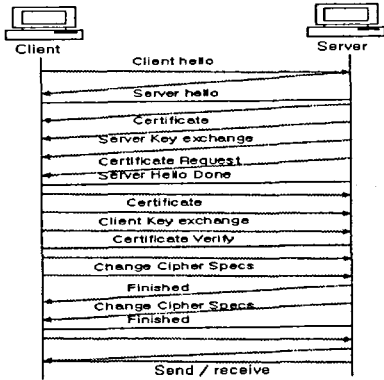 Client
Server
Client hello
Server hello
Certificate
Server Key exchange
Certificate Request
Server Hello Done
Certificate
Client Key exchange
Certificate Verify
Change Cipher Specs
Finished
Change Cipher Specs
Finished
Send / receive